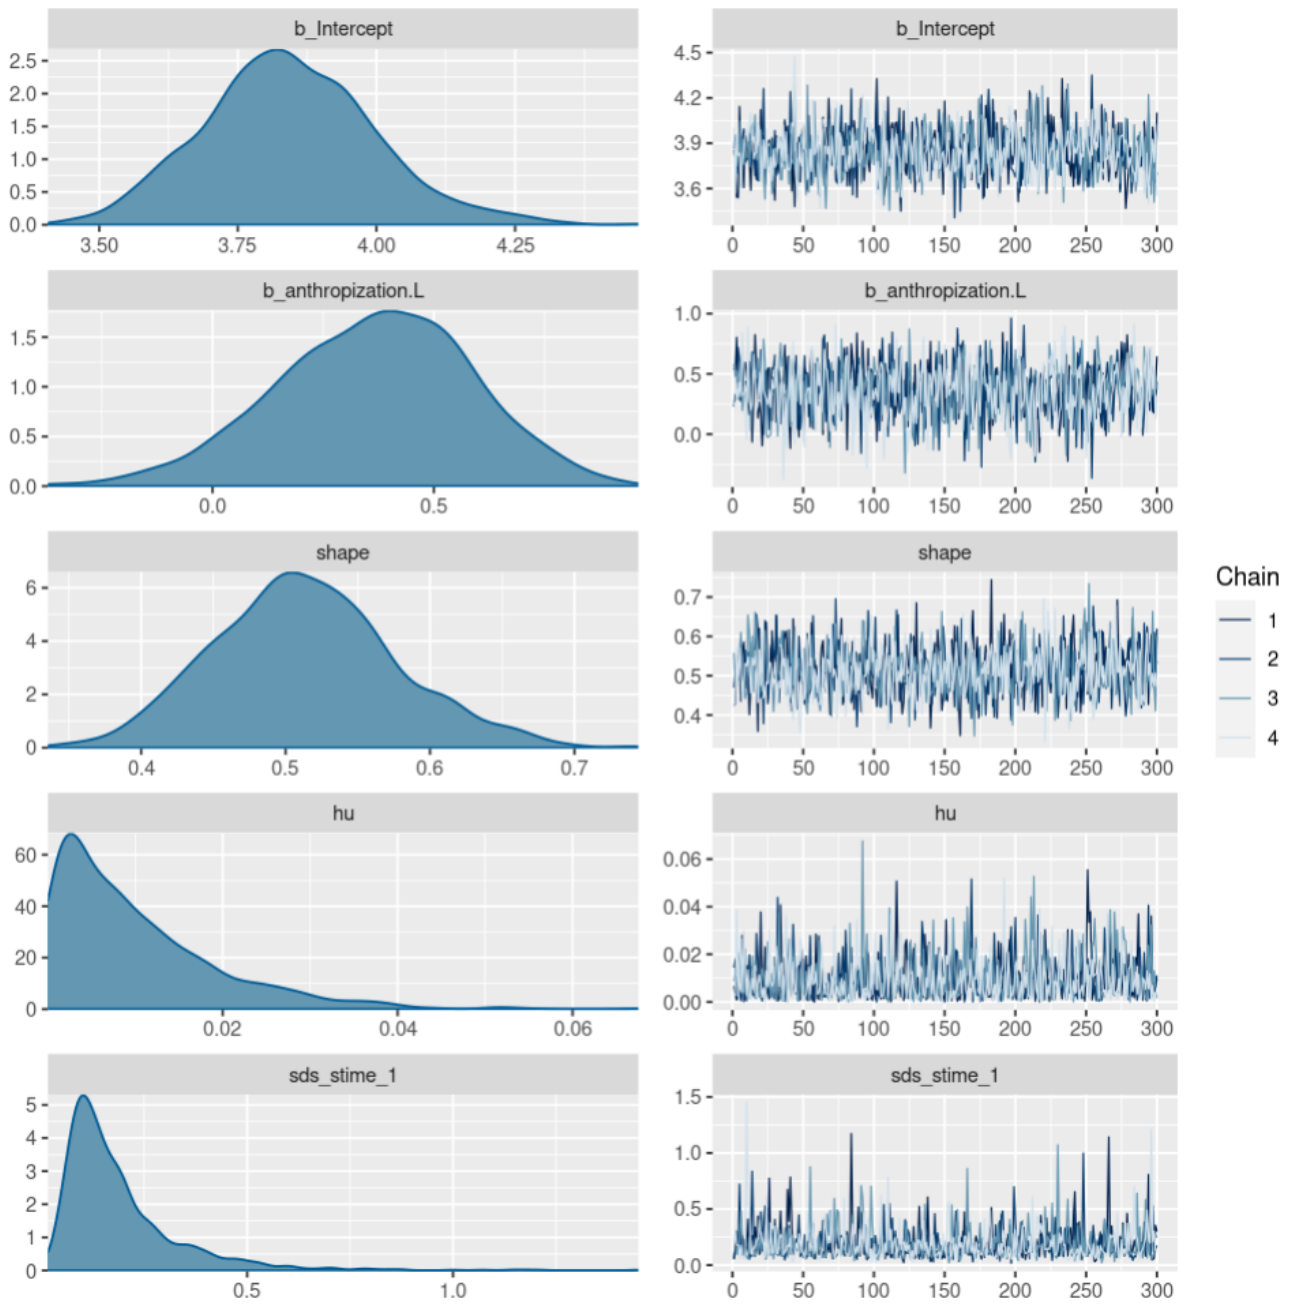 b_Intercept
2.5
2.0
1.5
1.0
0.5
0.0
3.50 3.75 4.00 4.25
b_Intercept
4.5
4.2
3.9
3.6
0 50 100 150 200 250 300
b_anthropization.L
1.5
1.0
0.5
0.0
0.0 0.5
b_anthropization.L
1.0
0.5
0.0
0 50 100 150 200 250 300
shape
6
4
2
0
0.4 0.5 0.6 0.7
shape
0.7
0.6
0.5
0.4
0 50 100 150 200 250 300
hu
60
40
20
0
0.02 0.04 0.06
hu
0.06
0.04
0.02
0.00
0 50 100 150 200 250 300
sds_stime_1
5
4
3
2
1
0
0.5 1.0
sds_stime_1
1.5
1.0
0.5
0.0
0 50 100 150 200 250 300
Chain
1
2
3
4